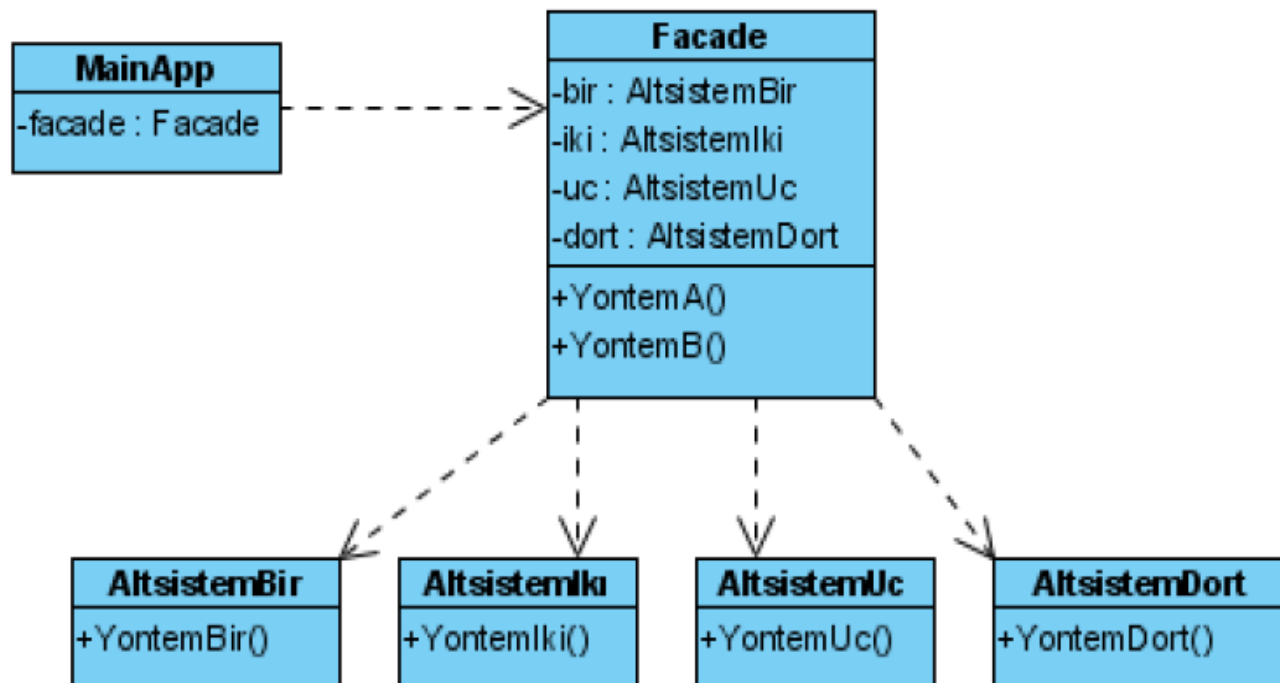 MainApp
-facade : Facade
Facade
-bir : AltsistemBir
-iki : AltsistemIki
-uc : AltsistemUc
-dort : AltsistemDort
+YontemA()
+YontemB()
AltsistemBir
+YontemBir()
AltsistemIkı
+YontemIki()
AltsistemUc
+YontemUc()
AltsistemDort
+YontemDort()